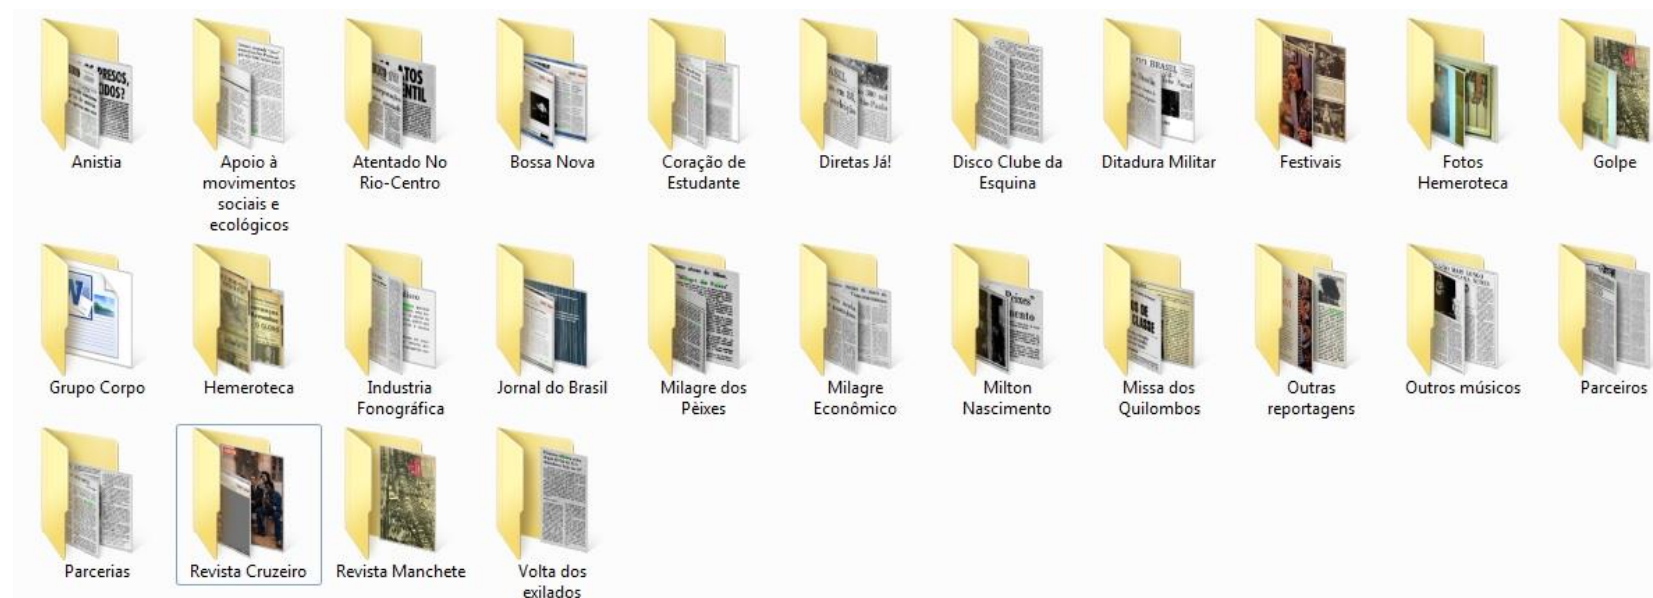 Anistia
Apoio à
movimentos
sociais e
ecológicos
Atentado No
Rio-Centro
Bossa Nova
Coração de
Estudante
Diretas Já!
Disco Clube da
Esquina
Ditadura Militar
Festivais
Fotos
Hemeroteca
Golpe
Grupo Corpo
Hemeroteca
Industria
Fonográfica
Jornal do Brasil
Milagre dos
Pèixes
Milagre
Econômico
Milton
Nascimento
Missa dos
Quilombos
Outras
reportagens
Outros músicos
Parceiros
Parcerias
Revista Cruzeiro
Revista Manchete
Volta dos
exilados